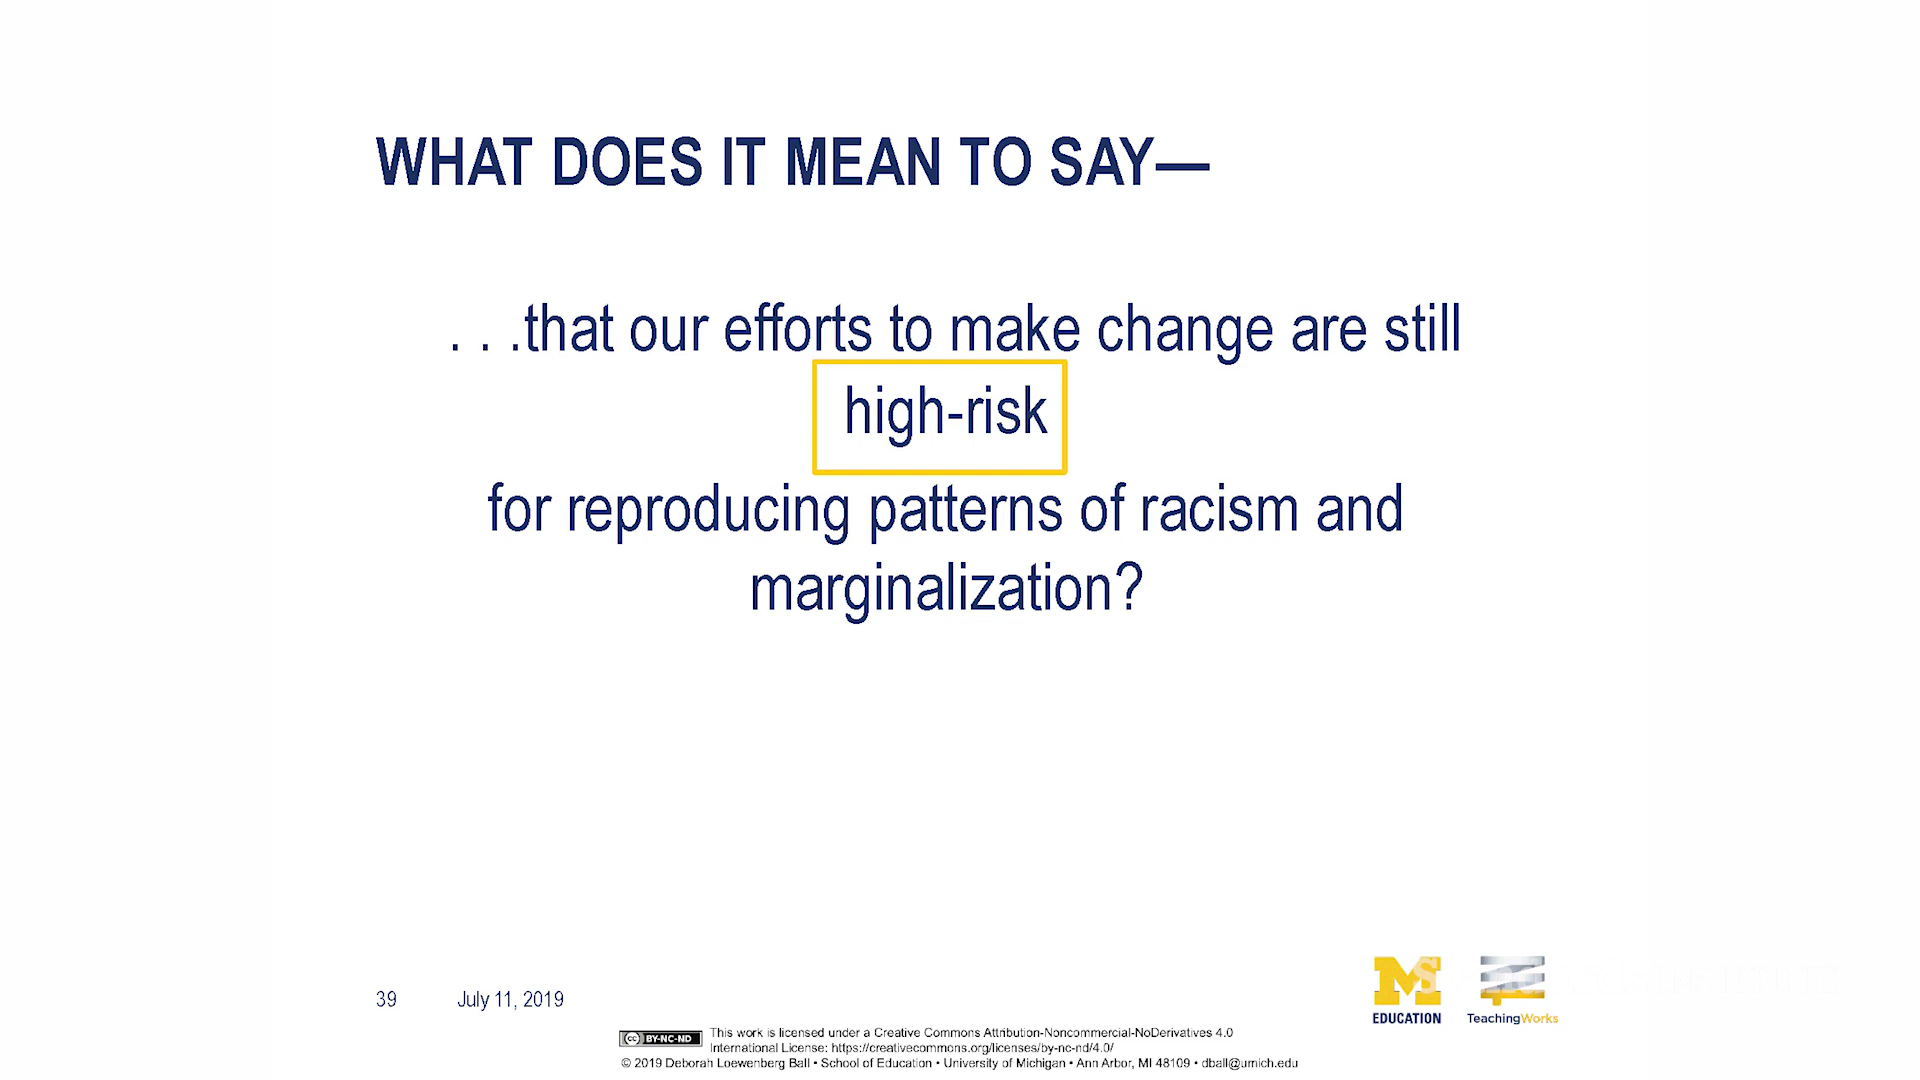 WHAT DOES IT MEAN TO SAY—
. . .that our efforts to make change are still
high-risk
for reproducing patterns of racism and
marginalization?
39 July 11, 2019
M
EDUCATION TeachingWorks
cc BY-NC-ND This work is licensed under a Creative Commons Attribution-Noncommercial-NoDerivatives 4.0
International License: https://creativecommons.org/licenses/by-nc-nd/4.0/
© 2019 Deborah Loewenberg Ball • School of Education • University of Michigan • Ann Arbor, MI 48109 • dball@umich.edu